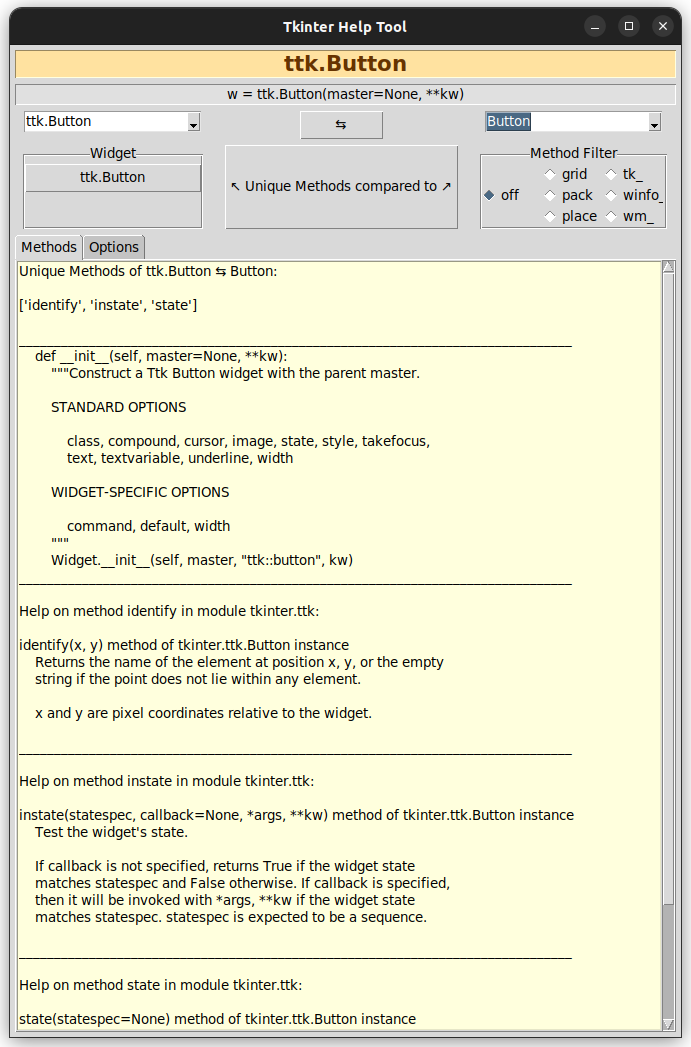 Tkinter Help Tool
ttk.Button
w = ttk.Button(master=None, **kw)
ttk.Button
⇆
Button
Widget
ttk.Button
↖ Unique Methods compared to ↗
Method Filter
off
grid
tk_
pack
winfo_
place
wm_
Methods
Options
Unique Methods of ttk.Button ⇆ Button:
['identify', 'instate', 'state']
def __init__(self, master=None, **kw):
"""Construct a Ttk Button widget with the parent master.
STANDARD OPTIONS
class, compound, cursor, image, state, style, takefocus,
text, textvariable, underline, width
WIDGET-SPECIFIC OPTIONS
command, default, width
"""
Widget.__init__(self, master, "ttk::button", kw)
Help on method identify in module tkinter.ttk:
identify(x, y) method of tkinter.ttk.Button instance
Returns the name of the element at position x, y, or the empty
string if the point does not lie within any element.
x and y are pixel coordinates relative to the widget.
Help on method instate in module tkinter.ttk:
instate(statespec, callback=None, *args, **kw) method of tkinter.ttk.Button instance
Test the widget's state.
If callback is not specified, returns True if the widget state
matches statespec and False otherwise. If callback is specified,
then it will be invoked with *args, **kw if the widget state
matches statespec. statespec is expected to be a sequence.
Help on method state in module tkinter.ttk:
state(statespec=None) method of tkinter.ttk.Button instance